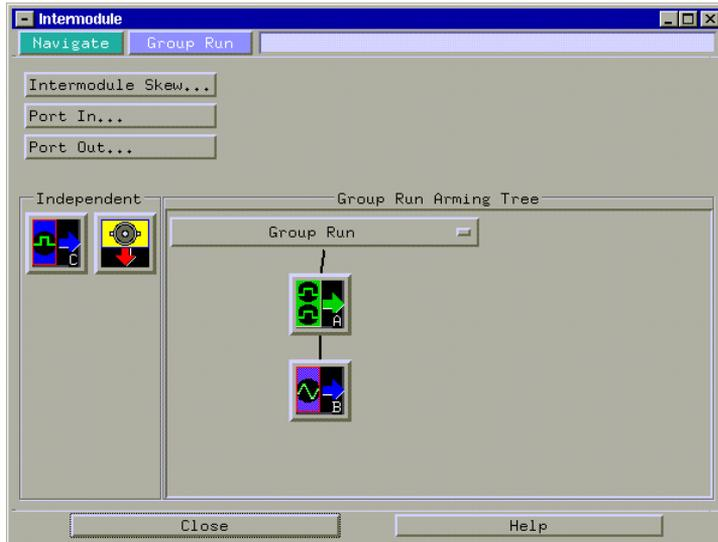 Intermodule
Navigate Group Run
Intermodule Skew...
Port In...
Port Out...
Independent Group Run Arming Tree
Group Run
C
A
B
Close Help